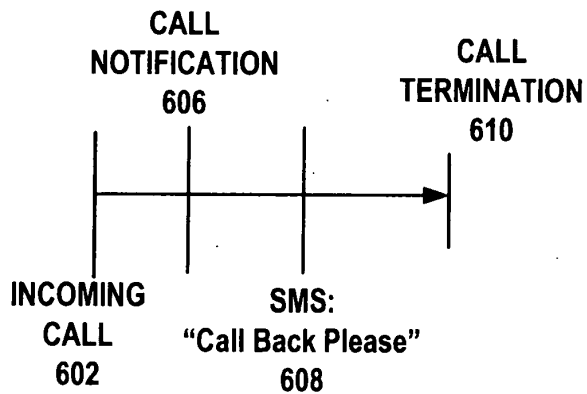 CALL
NOTIFICATION
606
CALL
TERMINATION
610
INCOMING
CALL
602
SMS:
“Call Back Please”
608